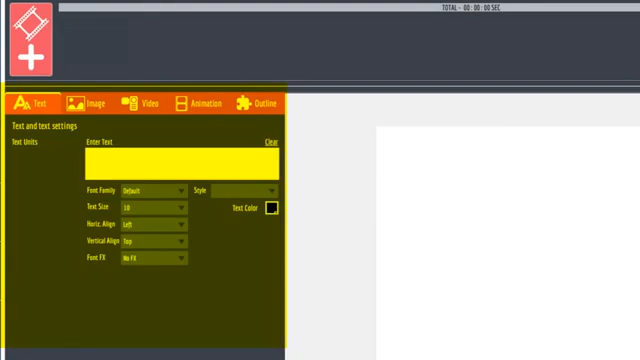 TOTAL - 00: 00: 00 SEC
Text Image Video Animation Outline
Text and text settings
Text Units Enter Text Clear
Font Family Default Style
Text Size 10 Text Color
Horiz. Align Left
Vertical Align Top
Font FX No FX